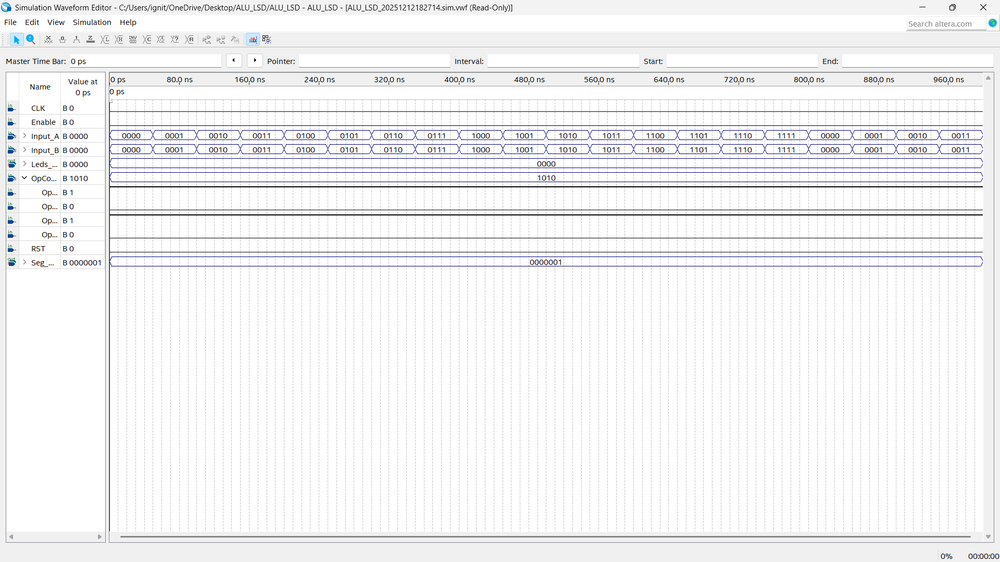 Simulation Waveform Editor - C:/Users/ignit/OneDrive/Desktop/ALU_LSD/ALU_LSD - ALU_LSD - [ALU_LSD_20251212182714.sim.vwf (Read-Only)]
File Edit View Simulation Help
Search altera.com
Master Time Bar: 0 ps Pointer: Interval: Start: End:
Name Value at 0 ps
0 ps 80.0 ns 160.0 ns 240.0 ns 320.0 ns 400.0 ns 480.0 ns 560.0 ns 640.0 ns 720.0 ns 800.0 ns 880.0 ns 960.0 ns
0 ps
CLK B 0
Enable B 0
Input_A B 0000 0000 0001 0010 0011 0100 0101 0110 0111 1000 1001 1010 1011 1100 1101 1110 1111 0000 0001 0010 0011
Input_B B 0000 0000 0001 0010 0011 0100 0101 0110 0111 1000 1001 1010 1011 1100 1101 1110 1111 0000 0001 0010 0011
Leds_... B 0000 0000
OpCo... B 1010 1010
Op... B 1
Op... B 0
Op... B 1
Op... B 0
RST B 0
Seg_... B 0000001 0000001
0% 00:00:00